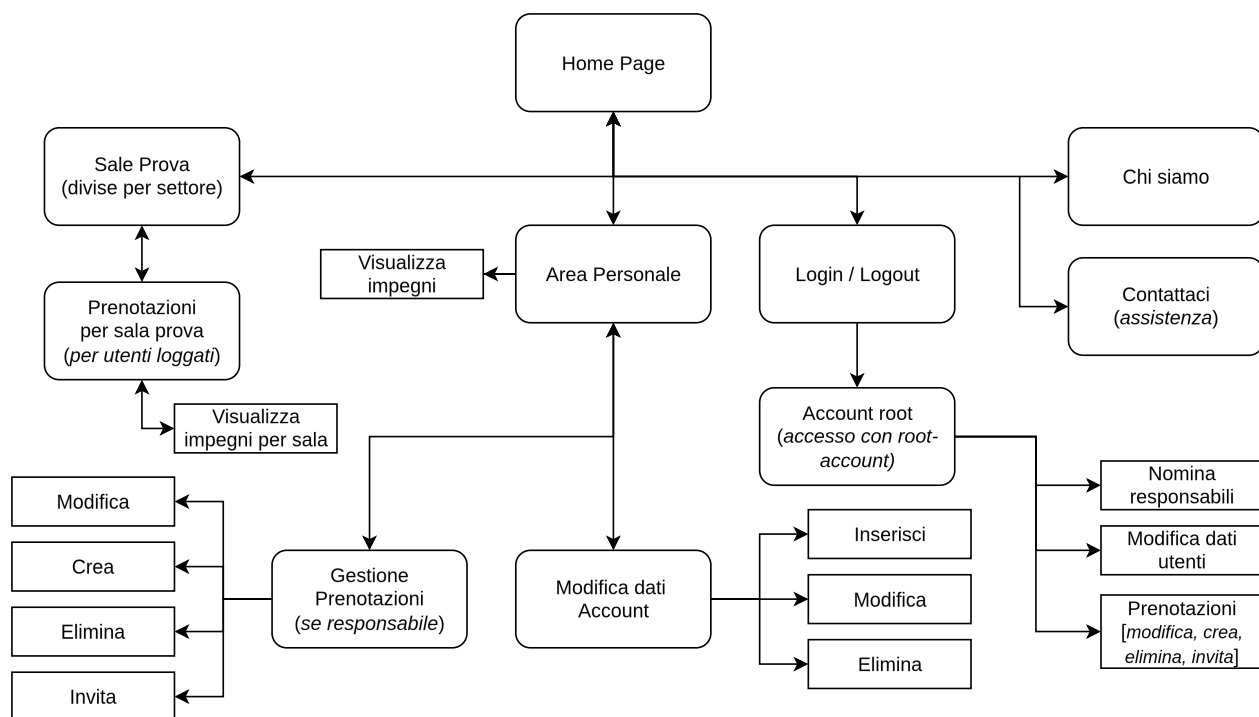 Home Page
Sale Prova
(divise per settore)
Chi siamo
Visualizza
impegni
Area Personale
Login / Logout
Contattaci
(assistenza)
Prenotazioni
per sala prova
(per utenti loggati)
Visualizza
impegni per sala
Account root
(accesso con root-
account)
Nomina
responsabili
Modifica dati
utenti
Prenotazioni
[modifica, crea,
elimina, invita]
Modifica
Crea
Elimina
Invita
Gestione
Prenotazioni
(se responsabile)
Modifica dati
Account
Inserisci
Modifica
Elimina